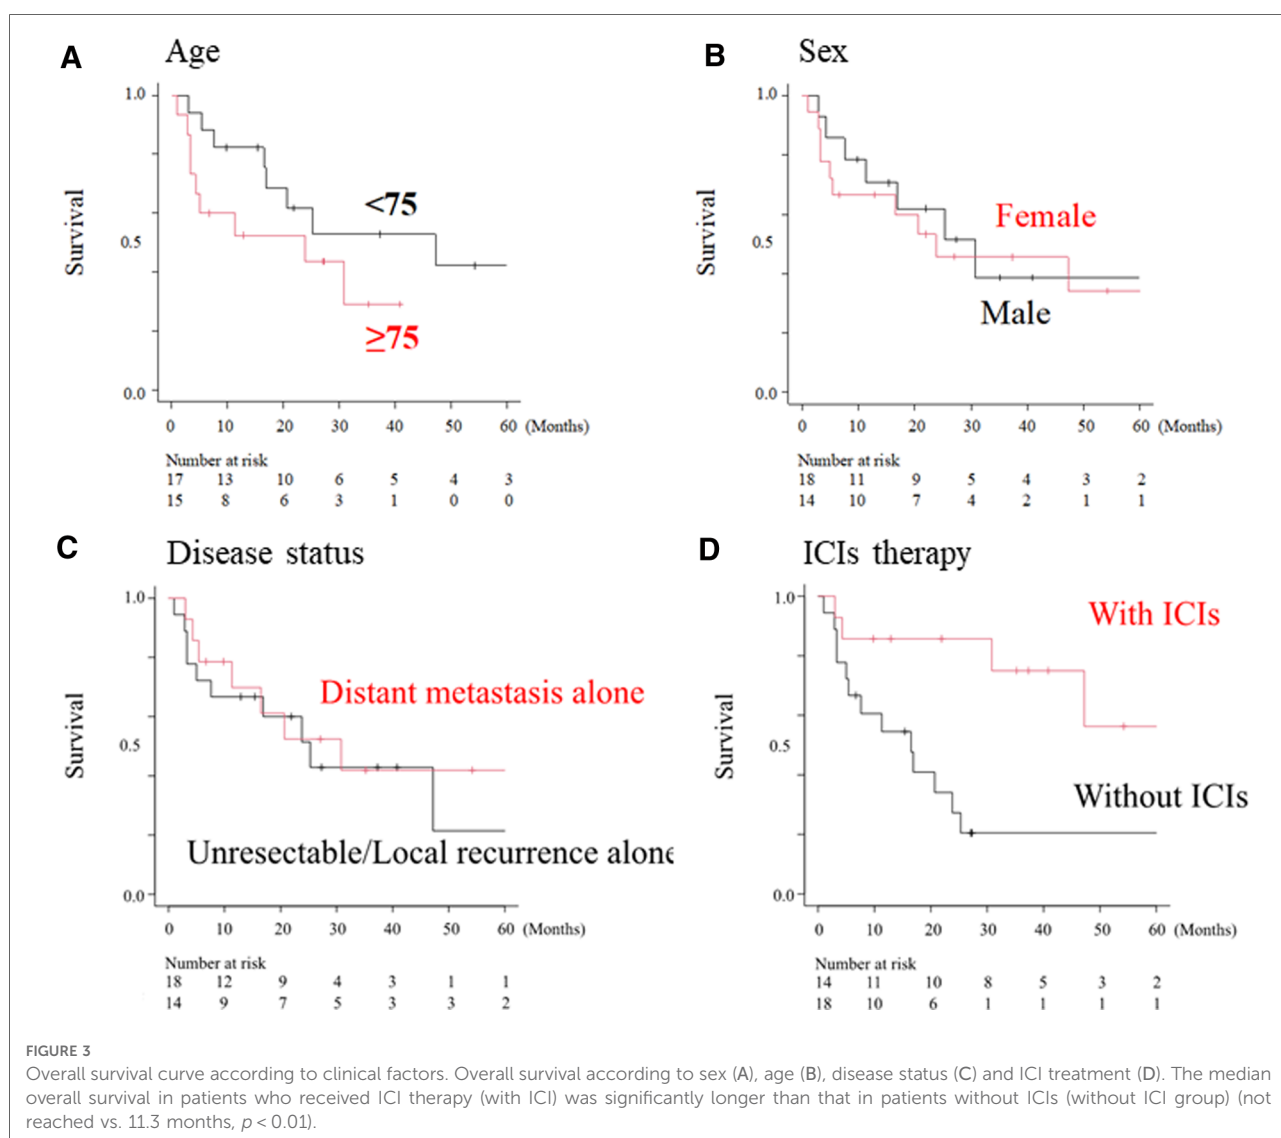 A Age
1.0
0.5
0.0
Survival
<75
≥75
0 10 20 30 40 50 60 (Months)
Number at risk
17 13 10 6 5 4 3
15 8 6 3 1 0 0
B Sex
1.0
0.5
0.0
Survival
Female
Male
0 10 20 30 40 50 60 (Months)
Number at risk
18 11 9 5 4 3 2
14 10 7 4 2 1 1
C Disease status
1.0
0.5
0.0
Survival
Distant metastasis alone
Unresectable/Local recurrence alone
0 10 20 30 40 50 60 (Months)
Number at risk
18 12 9 4 3 1 1
14 9 7 5 3 3 2
D ICIs therapy
1.0
0.5
0.0
Survival
With ICIs
Without ICIs
0 10 20 30 40 50 60 (Months)
Number at risk
14 11 10 8 5 3 2
18 10 6 1 1 1 1
FIGURE 3
Overall survival curve according to clinical factors. Overall survival according to sex (A), age (B), disease status (C) and ICI treatment (D). The median
overall survival in patients who received ICI therapy (with ICI) was significantly longer than that in patients without ICIs (without ICI group) (not
reached vs. 11.3 months, p < 0.01).